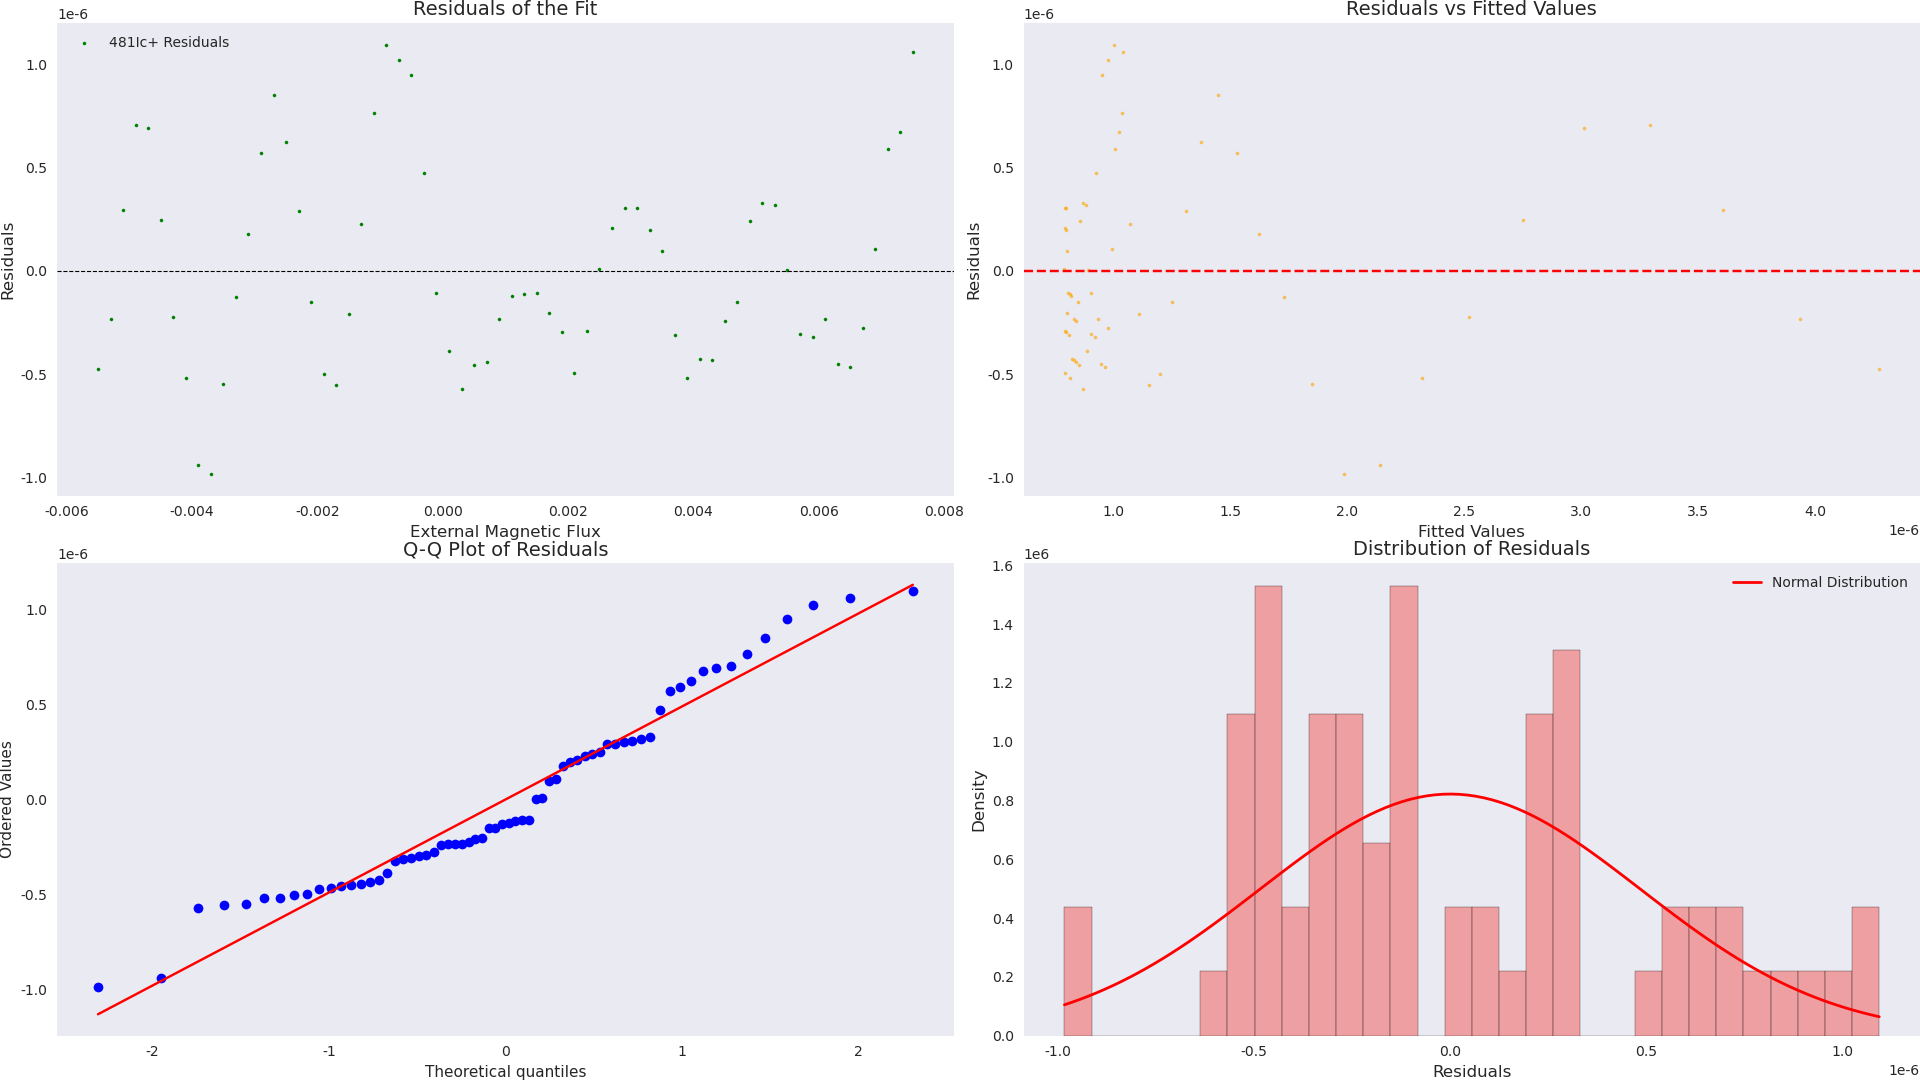 Residuals of the Fit
1e-6
481Ic+ Residuals
1.0
0.5
0.0
-0.5
-1.0
Residuals
-0.006 -0.004 -0.002 0.000 0.002 0.004 0.006 0.008
External Magnetic Flux
Residuals vs Fitted Values
1e-6
1.0
0.5
0.0
-0.5
-1.0
Residuals
1.0 1.5 2.0 2.5 3.0 3.5 4.0
1e-6
Fitted Values
Q-Q Plot of Residuals
1e-6
1.0
0.5
0.0
-0.5
-1.0
Ordered Values
-2 -1 0 1 2
Theoretical quantiles
Distribution of Residuals
1e6
Normal Distribution
1.6
1.4
1.2
1.0
0.8
0.6
0.4
0.2
0.0
Density
-1.0 -0.5 0.0 0.5 1.0
1e-6
Residuals